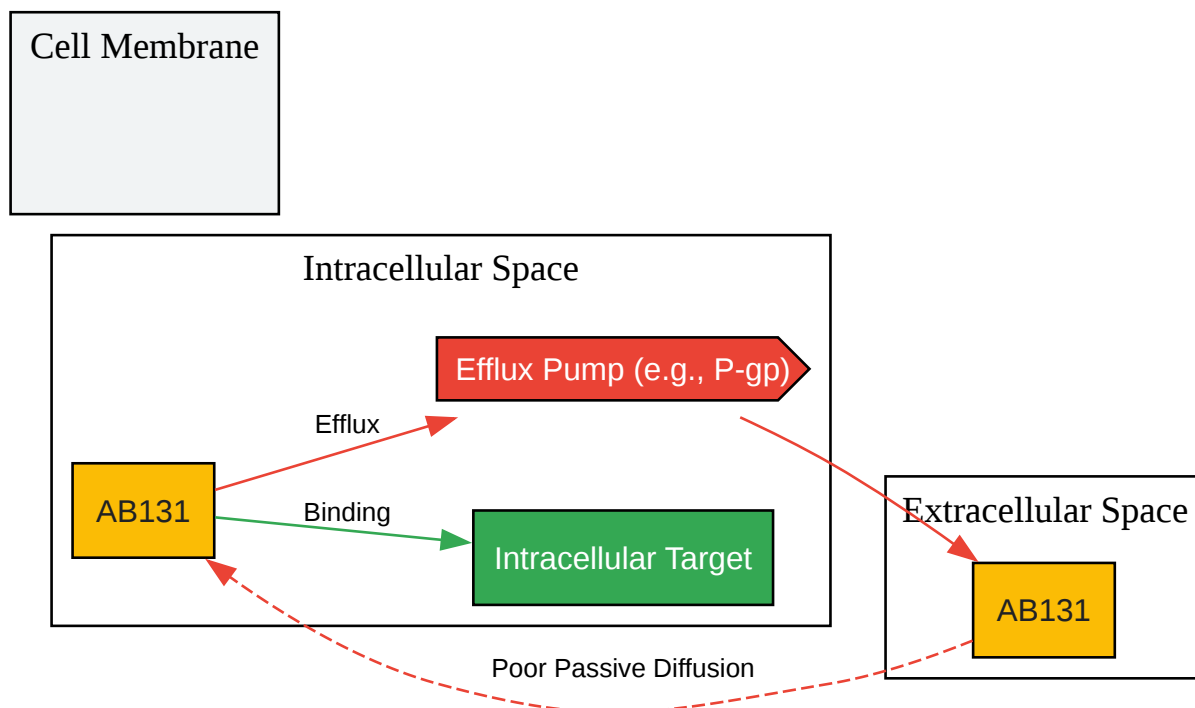 Cell Membrane
Intracellular Space
Efflux Pump (e.g., P-gp)
Efflux
AB131
Binding
Intracellular Target
Extracellular Space
AB131
Poor Passive Diffusion